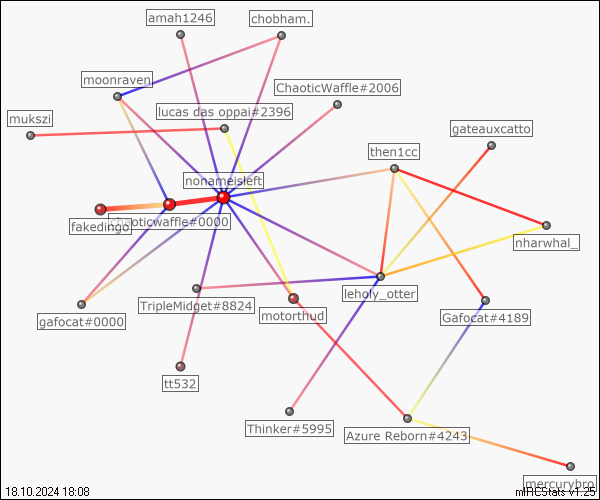 amah1246
chobham.
moonraven
ChaoticWaffle#2006
lucas das oppai#2396
mukszi
gateauxcatto
then1cc
nonameisleft
fakedingo
chaoticwaffle#0000
nharwhal_
leholy_otter
TripleMidget#8824
gafocat#0000
motorthud
Gafocat#4189
tt532
Thinker#5995
Azure Reborn#4243
mercurybro
18.10.2024 18:08
mIRCStats v1.25